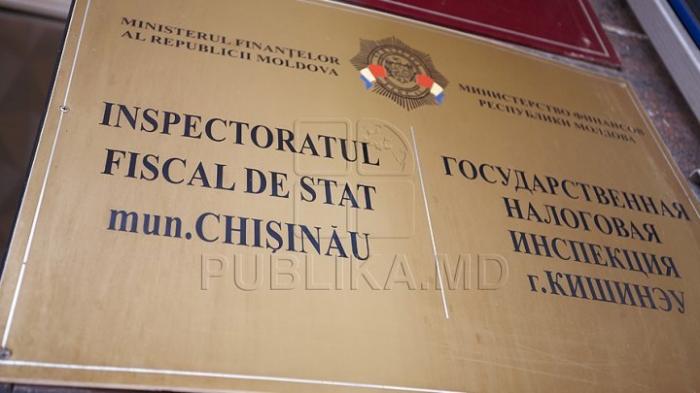 MINISTERUL FINANȚELOR
AL REPUBLICII MOLDOVA
INSPECTORATUL
FISCAL DE STAT
mun.CHIȘINĂU
МИНИСТЕРСТВО ФИНАНСОВ
РЕСПУБЛИКИ МОЛДОВА
ГОСУДАРСТВЕННАЯ
НАЛОГОВАЯ
ИНСПЕКЦИЯ
г.КИШИНЭУ
PUBLIKA.MD